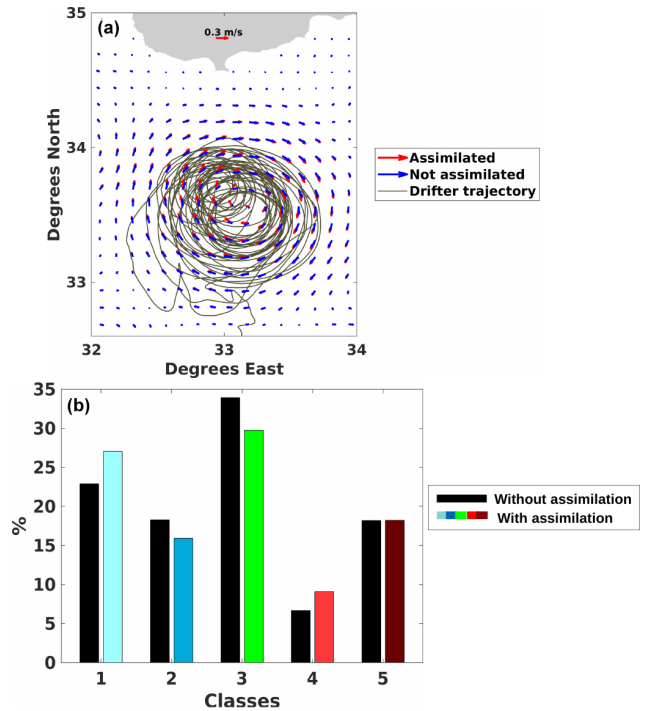 35
(a)
0.3 m/s
34
33
Degrees North
32
33
34
Degrees East
Assimilated
Not assimilated
Drifter trajectory
35
(b)
30
25
20
15
10
5
0
%
1
2
3
4
5
Classes
Without assimilation
With assimilation